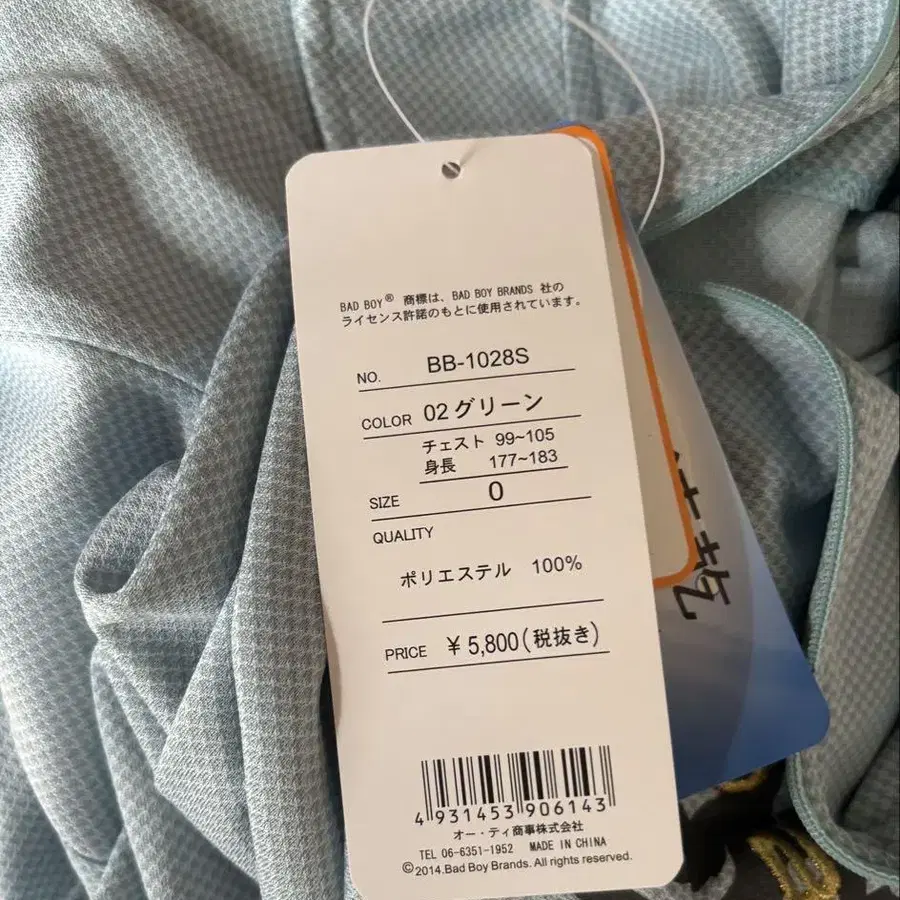 BAD BOY® 商標は、BAD BOY BRANDS 社の
ライセンス許諾のもとに使用されています。
NO. BB-1028S
COLOR 02グリーン
チェスト 99~105
身長 177~183
SIZE 0
QUALITY
ポリエステル 100%
PRICE ¥5,800(税抜き)
4 931453 906143
オー・ティ商事株式会社
TEL 06-6351-1952 MADE IN CHINA
©2014.Bad Boy Brands. All rights reserved.
乾